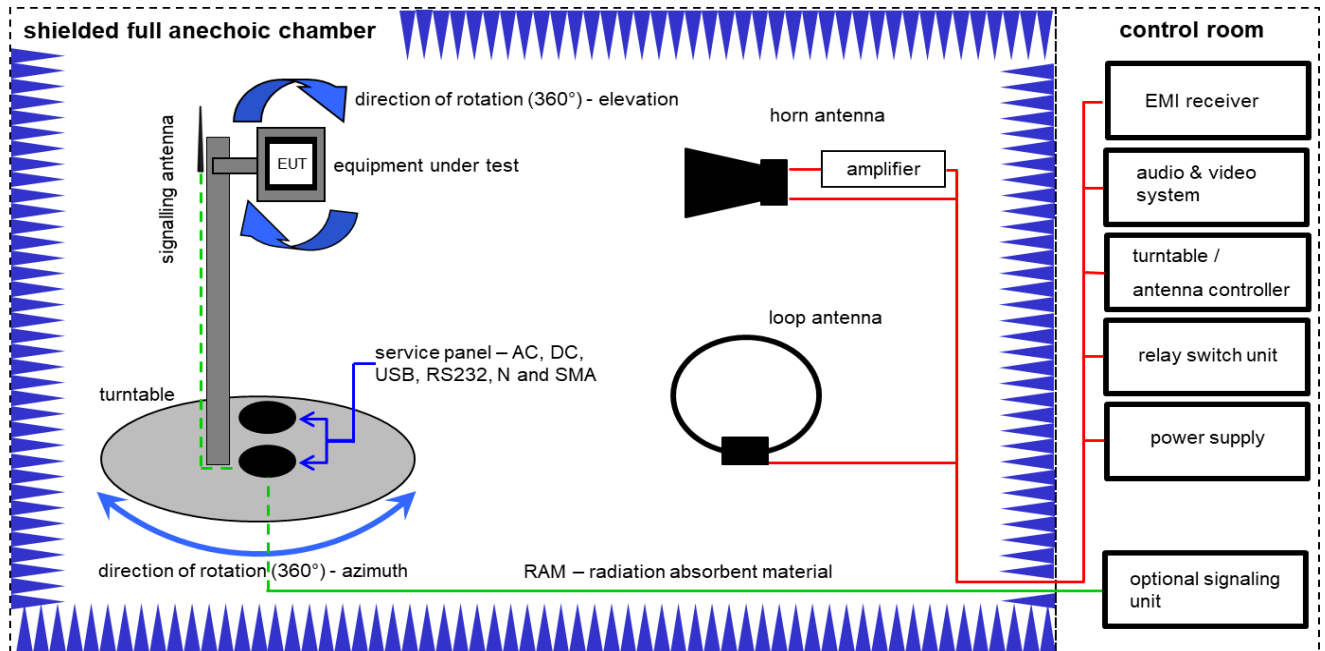 shielded full anechoic chamber
control room
direction of rotation (360°) - elevation
signalling antenna
EUT
equipment under test
horn antenna
amplifier
loop antenna
service panel – AC, DC,
USB, RS232, N and SMA
turntable
direction of rotation (360°) - azimuth
RAM – radiation absorbent material
EMI receiver
audio & video
system
turntable /
antenna controller
relay switch unit
power supply
optional signaling
unit